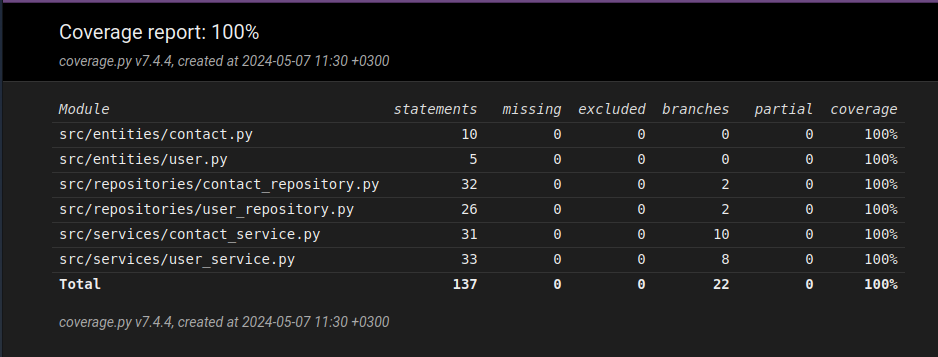 Coverage report: 100%
coverage.py v7.4.4, created at 2024-05-07 11:30 +0300
Module statements missing excluded branches partial coverage
src/entities/contact.py 10 0 0 0 0 100%
src/entities/user.py 5 0 0 0 0 100%
src/repositories/contact_repository.py 32 0 0 2 0 100%
src/repositories/user_repository.py 26 0 0 2 0 100%
src/services/contact_service.py 31 0 0 10 0 100%
src/services/user_service.py 33 0 0 8 0 100%
Total 137 0 0 22 0 100%
coverage.py v7.4.4, created at 2024-05-07 11:30 +0300